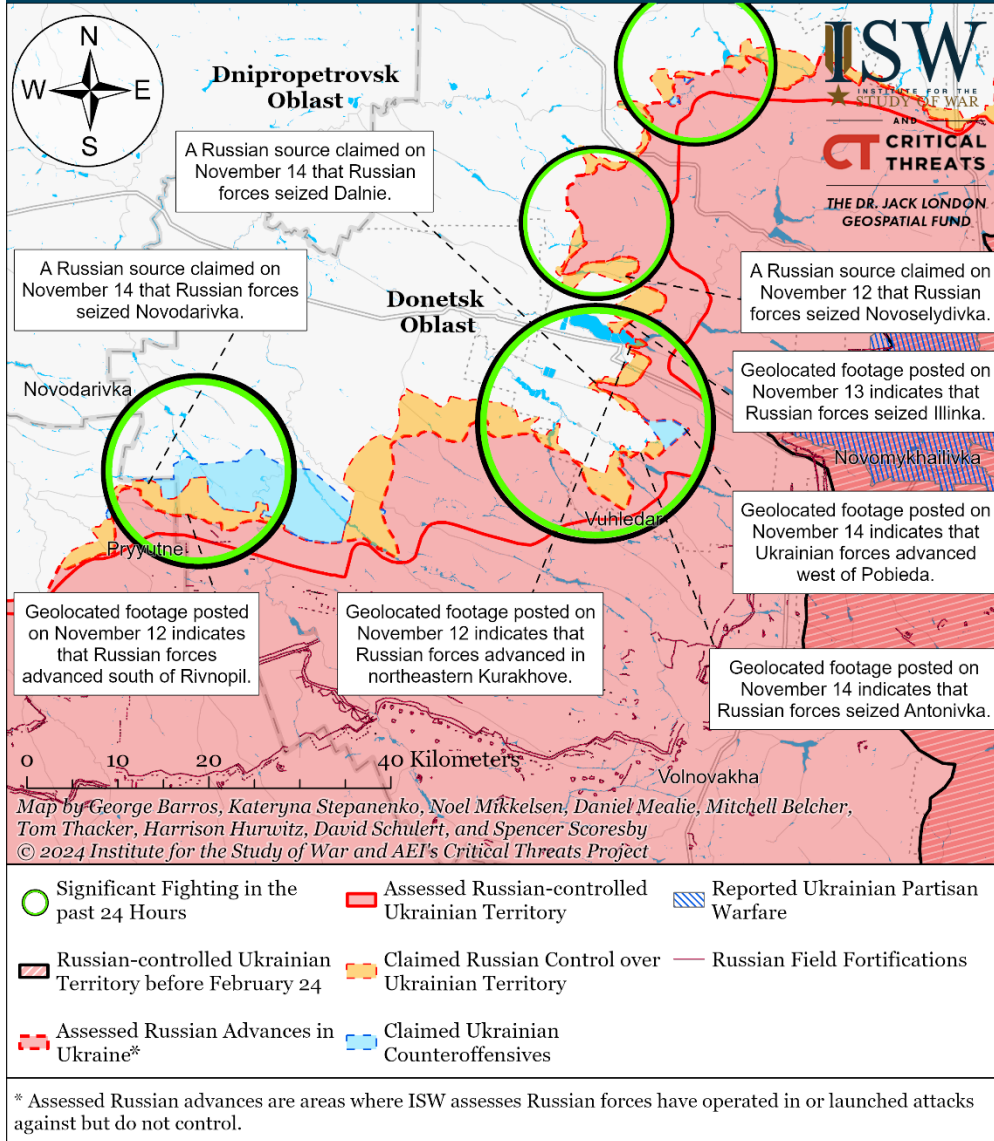 N
W
E
S
Dnipropetrovsk
Oblast
ISW
INSTITUTE FOR THE
STUDY OF WAR
AND
CT CRITICAL
THREATS
THE DR. JACK LONDON
GEOSPATIAL FUND
A Russian source claimed on
November 14 that Russian
forces seized Dalnie.
A Russian source claimed on
November 14 that Russian forces
seized Novodarivka.
Donetsk
Oblast
A Russian source claimed on
November 12 that Russian
forces seized Novoselydivka.
Geolocated footage posted on
November 13 indicates that
Russian forces seized Illinka.
Novodarivka
Novomykhailivka
Vuhledar
Pryyutne
Geolocated footage posted on
November 14 indicates that
Ukrainian forces advanced
west of Pobieda.
Geolocated footage posted
on November 12 indicates
that Russian forces
advanced south of Rivnopil.
Geolocated footage posted on
November 12 indicates that
Russian forces advanced in
northeastern Kurakhove.
Geolocated footage posted on
November 14 indicates that
Russian forces seized Antonivka.
0 10 20 40 Kilometers
Volnovakha
Map by George Barros, Kateryna Stepanenko, Noel Mikkelsen, Daniel Mealie, Mitchell Belcher,
Tom Thacker, Harrison Hurwitz, David Schulert, and Spencer Scoresby
© 2024 Institute for the Study of War and AEI's Critical Threats Project
Significant Fighting in the
past 24 Hours
Assessed Russian-controlled
Ukrainian Territory
Reported Ukrainian Partisan
Warfare
Russian-controlled Ukrainian
Territory before February 24
Claimed Russian Control over
Ukrainian Territory
Russian Field Fortifications
Assessed Russian Advances in
Ukraine*
Claimed Ukrainian
Counteroffensives
* Assessed Russian advances are areas where ISW assesses Russian forces have operated in or launched attacks
against but do not control.